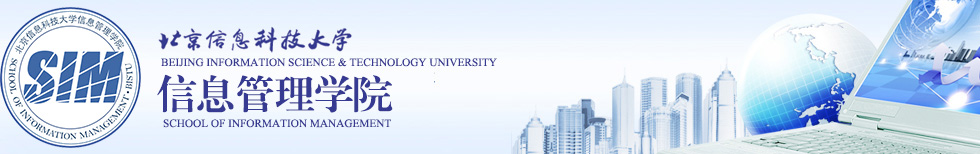 北京信息科技大学信息管理学院
SIM
SCHOOL OF INFORMATION MANAGEMENT·BISTU
北京信息科技大学
BEIJING INFORMATION SCIENCE & TECHNOLOGY UNIVERSITY
信息管理学院
SCHOOL OF INFORMATION MANAGEMENT